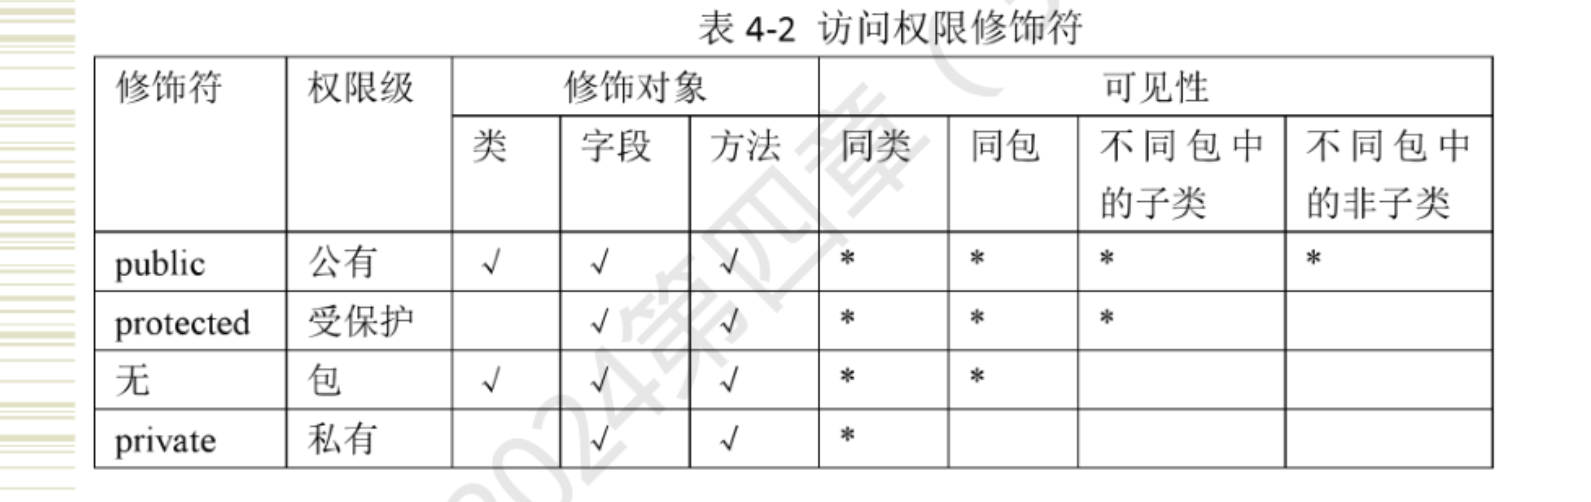 表 4-2 访问权限修饰符
修饰符 权限级 修饰对象 可见性
类 字段 方法 同类 同包 不同包中的子类 不同包中的非子类
public 公有 √ √ √ * * * *
protected 受保护 √ √ * * *
无 包 √ √ √ * *
private 私有 √ √ *
2024第四章（